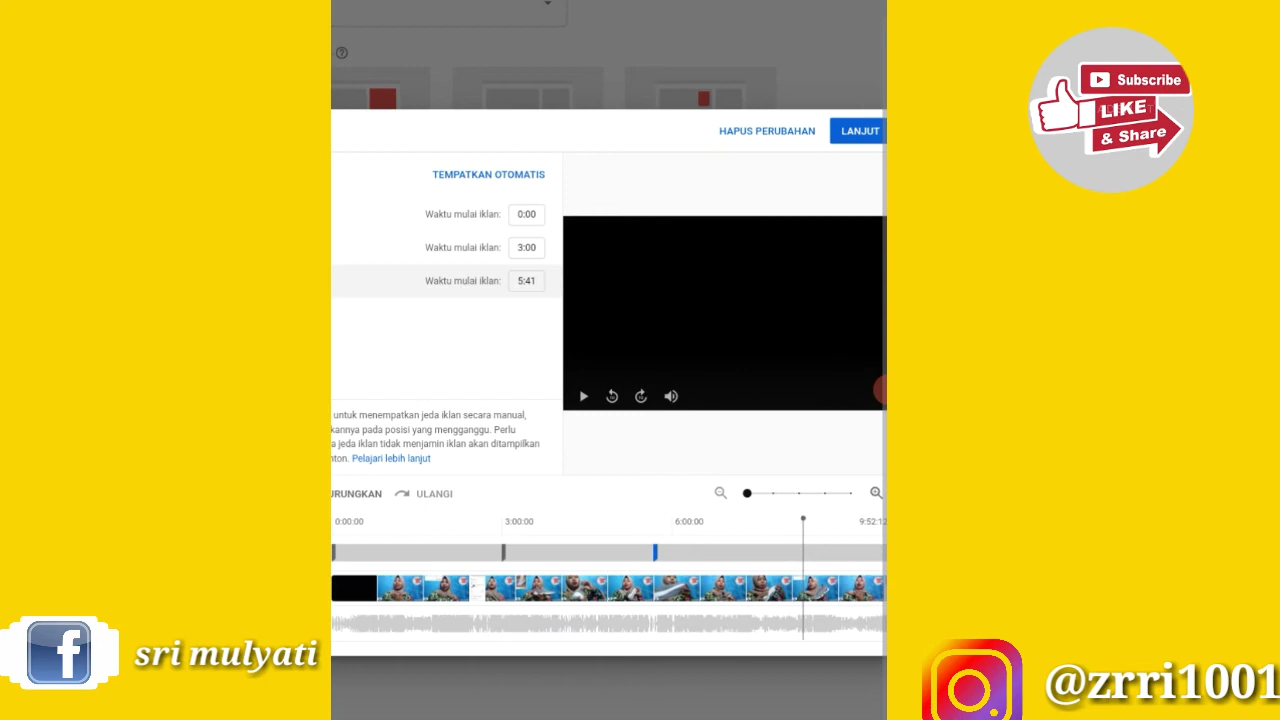 Subscribe
LIKE
& Share
HAPUS PERUBAHAN
LANJUT
TEMPATKAN OTOMATIS
Waktu mulai iklan: 0:00
Waktu mulai iklan: 3:00
Waktu mulai iklan: 5:41
untuk menempatkan jeda iklan secara manual,
kannya pada posisi yang mengganggu. Perlu
a jeda iklan tidak menjamin iklan akan ditampilkan
nton. Pelajari lebih lanjut
URUNGKAN
ULANGI
0:00:00
3:00:00
6:00:00
9:52:12
f
sri mulyati
@zrri1001